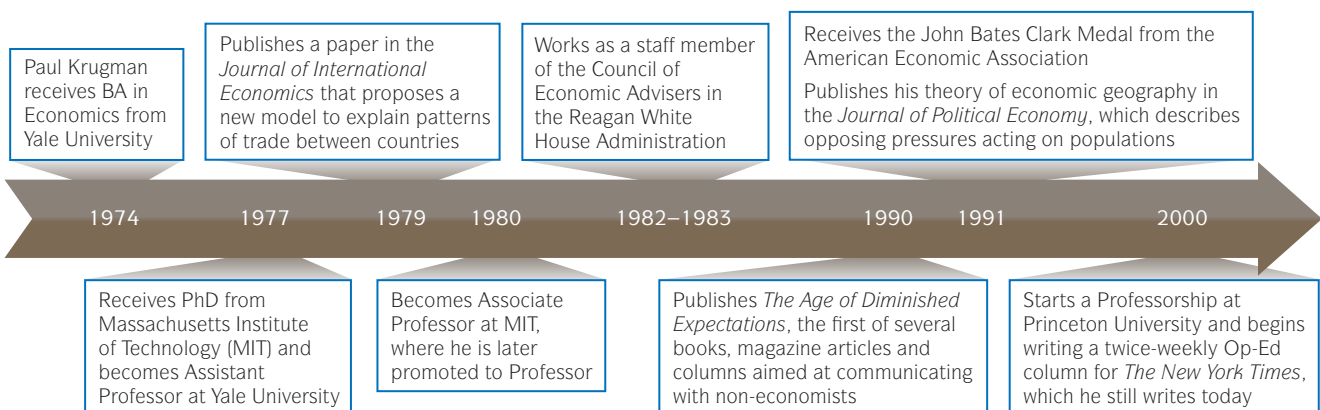 Paul Krugman
receives BA in
Economics from
Yale University
Publishes a paper in the
Journal of International
Economics that proposes a
new model to explain patterns
of trade between countries
Works as a staff member
of the Council of
Economic Advisers in
the Reagan White
House Administration
Receives the John Bates Clark Medal from the
American Economic Association
Publishes his theory of economic geography in
the Journal of Political Economy, which describes
opposing pressures acting on populations
1974
1977
1979
1980
1982–1983
1990
1991
2000
Receives PhD from
Massachusetts Institute
of Technology (MIT) and
becomes Assistant
Professor at Yale University
Becomes Associate
Professor at MIT,
where he is later
promoted to Professor
Publishes The Age of Diminished
Expectations, the first of several
books, magazine articles and
columns aimed at communicating
with non-economists
Starts a Professorship at
Princeton University and begins
writing a twice-weekly Op-Ed
column for The New York Times,
which he still writes today